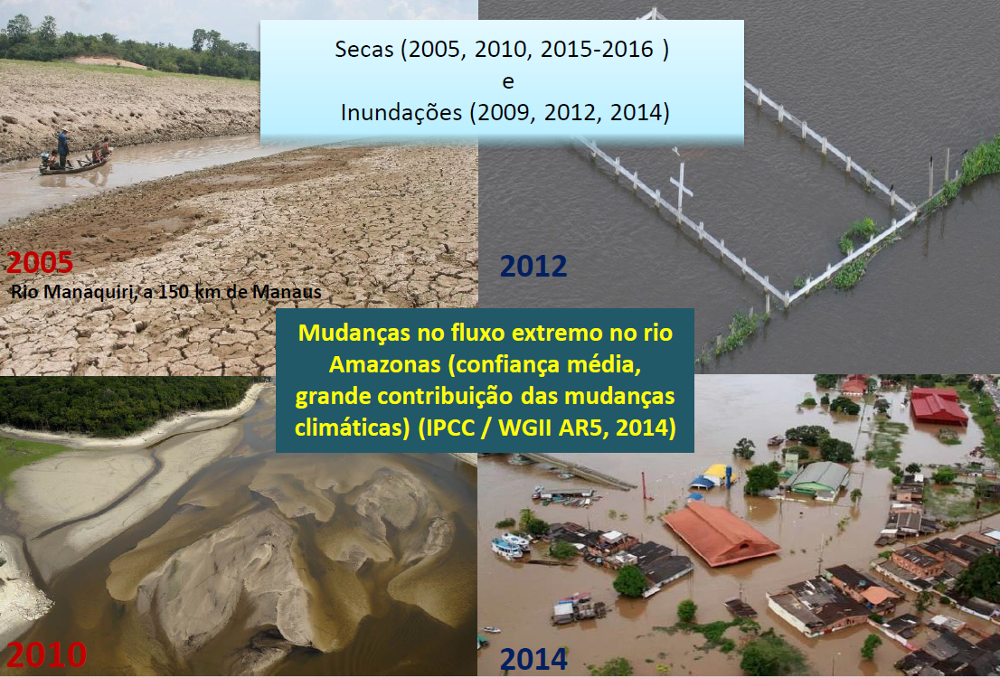 Secas (2005, 2010, 2015-2016 )
e
Inundações (2009, 2012, 2014)
2005
Rio Manaquiri, a 150 km de Manaus
2012
Mudanças no fluxo extremo no rio
Amazonas (confiança média,
grande contribuição das mudanças
climáticas) (IPCC / WGII AR5, 2014)
2010
2014